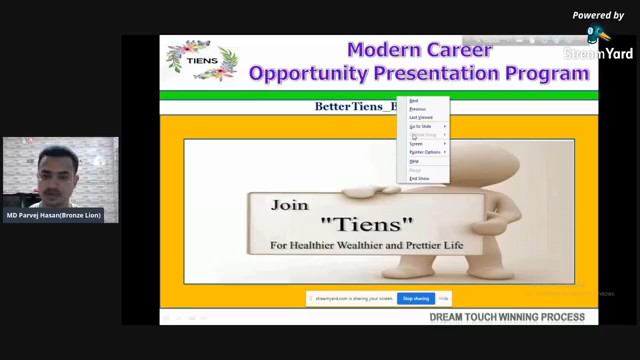 Powered by
StreamYard
TIENS
Modern Career
Opportunity Presentation Program
BetterTiens_B
Next
Previous
Last Viewed
Go to Slide
Screen
Pointer Options
Help
Pause
End Show
Join
"Tiens"
For Healthier Wealthier and Prettier Life
MD Parvej Hasan(Bronze Lion)
streamyard.com is sharing your screen.
Stop sharing
Hide
DREAM TOUCH WINNING PROCESS